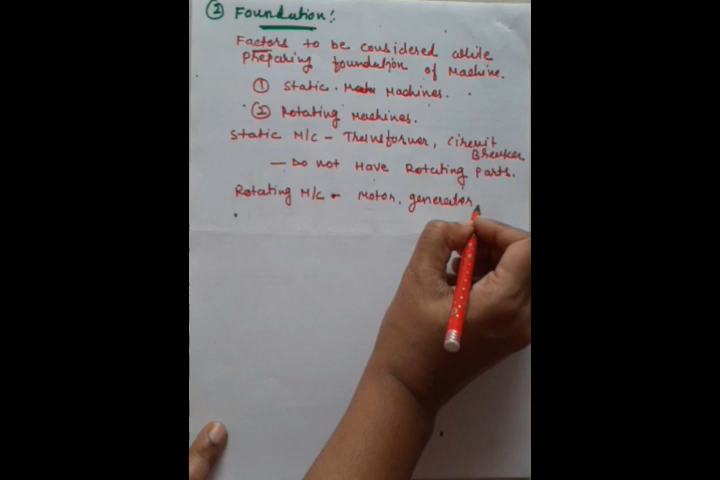 ② Foundation :
Factors to be considered while
Preparing foundation of Machine.
① Static Machines.
② Rotating Machines.
Static M/C - Transformer, Circuit
Breaker
- Do not Have Rotating Parts.
Rotating M/C - Motor, generator